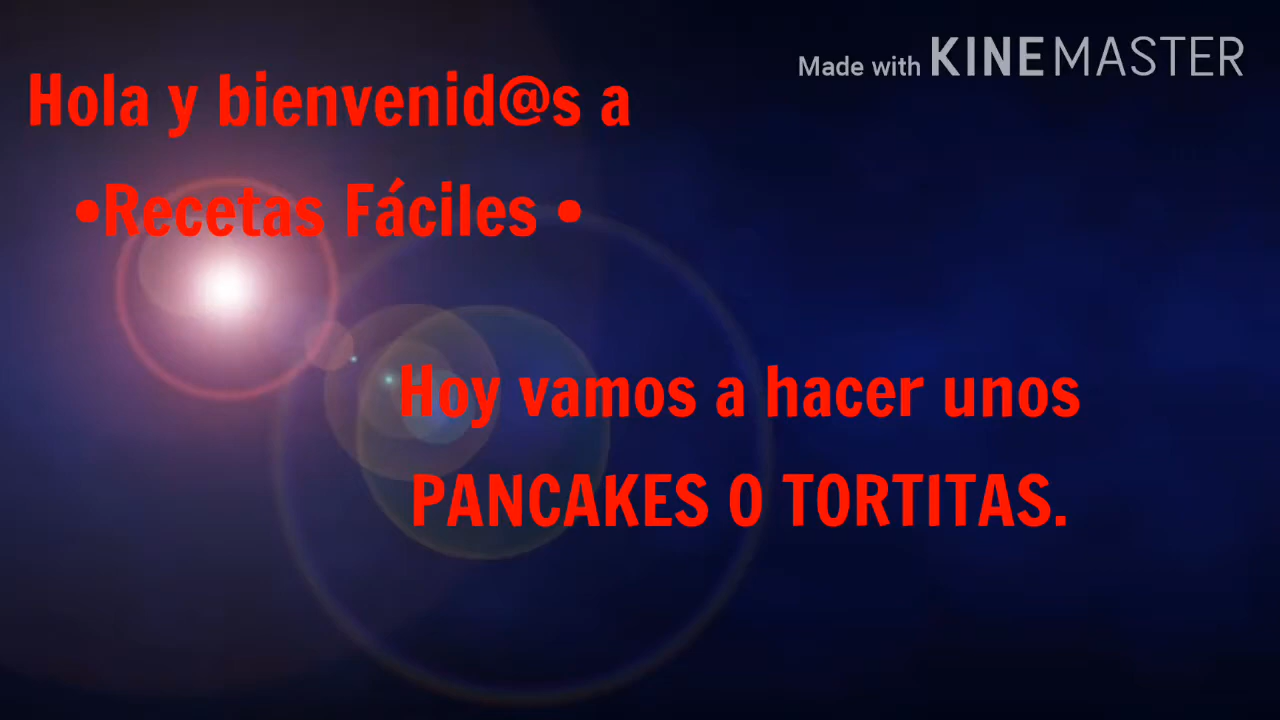 Made with KINEMASTER
Hola y bienvenid@s a
•Recetas Fáciles •
Hoy vamos a hacer unos
PANCAKES O TORTITAS.